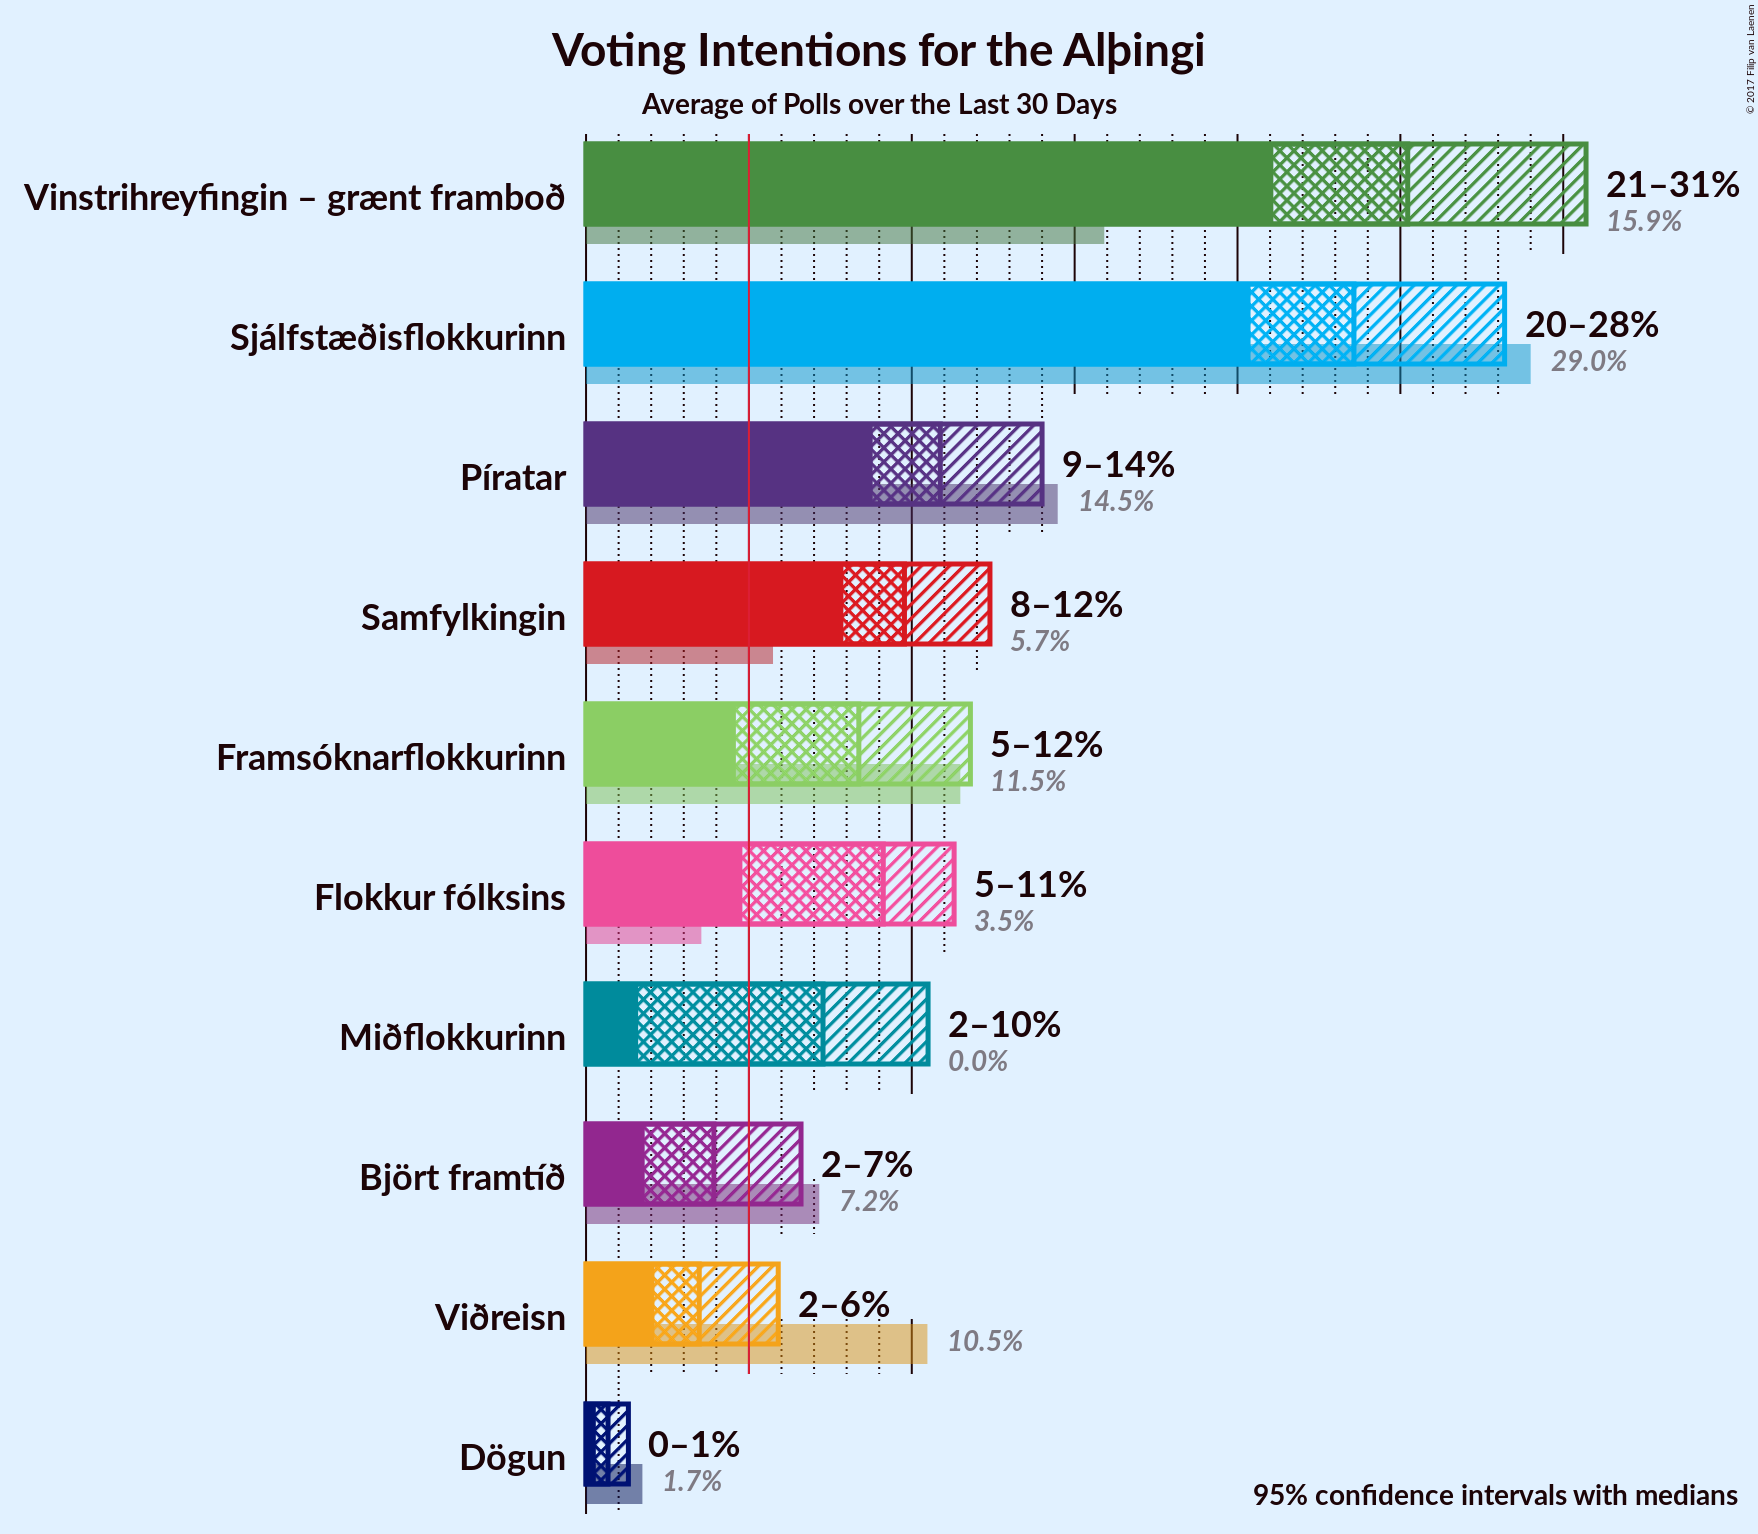 © 2017 Filip van Laenen
Voting Intentions for the Alþingi
Average of Polls over the Last 30 Days
Vinstrihreyfingin – grænt framboð
21–31%
15.9%
Sjálfstæðisflokkurinn
20–28%
29.0%
Píratar
9–14%
14.5%
Samfylkingin
8–12%
5.7%
Framsóknarflokkurinn
5–12%
11.5%
Flokkur fólksins
5–11%
3.5%
Miðflokkurinn
2–10%
0.0%
Björt framtíð
2–7%
7.2%
Viðreisn
2–6%
10.5%
Dögun
0–1%
1.7%
95% confidence intervals with medians